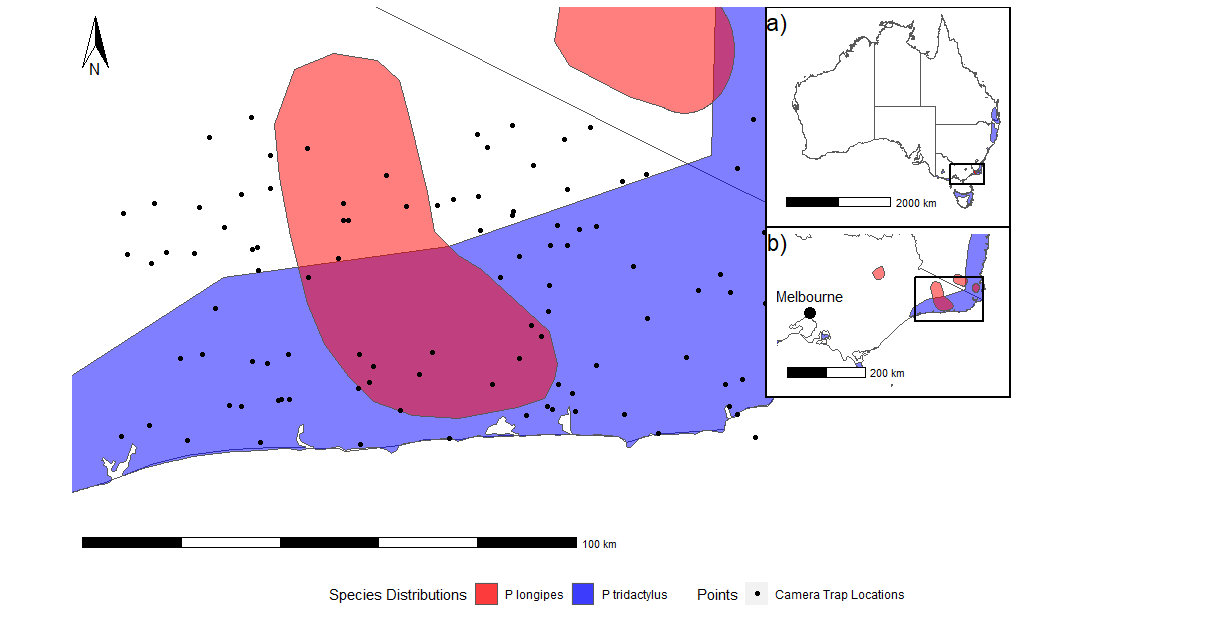 N
a)
2000 km
b)
Melbourne
200 km
100 km
Species Distributions P longipes P tridactylus Points Camera Trap Locations